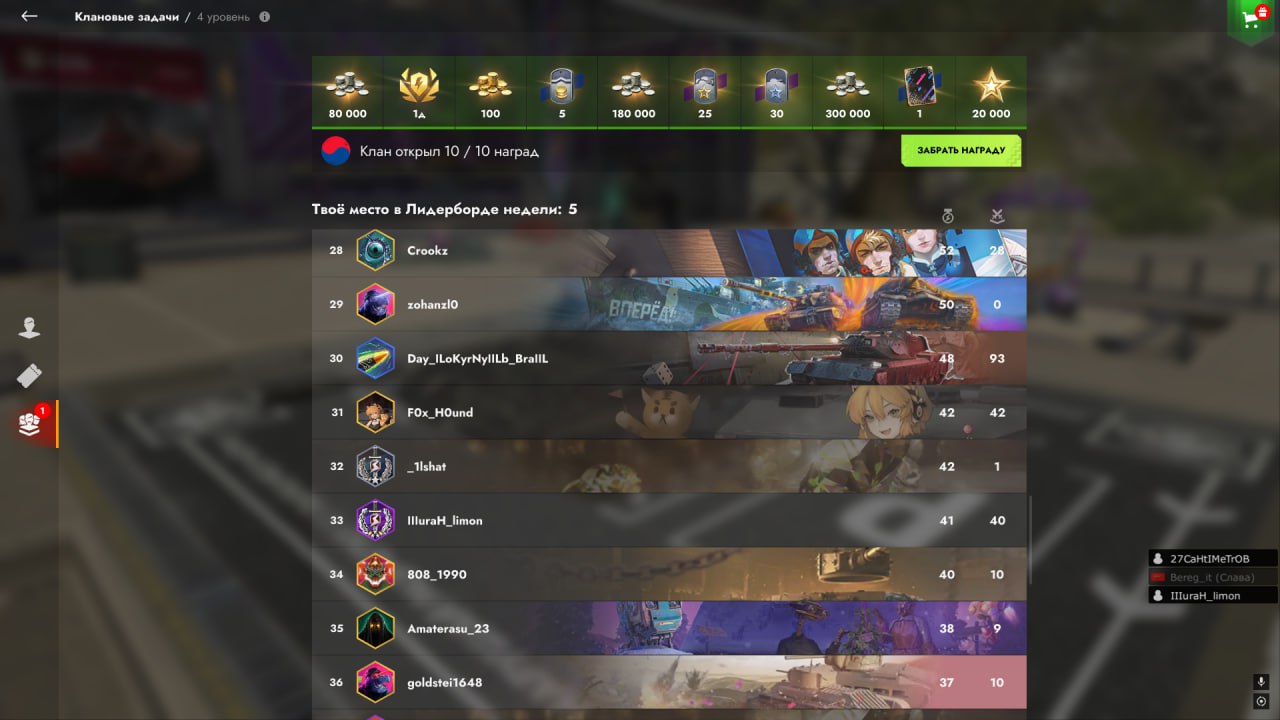 Клановые задачи / 4 уровень
80 000 1д 100 5 180 000 25 30 300 000 1 20 000
Клан открыл 10 / 10 наград
ЗАБРАТЬ НАГРАДУ
Твоё место в Лидерборде недели: 5
28 Crookz 52 28
29 zohanzl0 ВПЕРЁД! 50 0
30 Day_ILoKyrNyIILb_BraIIL 48 93
31 F0x_H0und 42 42
32 _1lshat 42 1
33 IIIuraH_limon 41 40
34 808_1990 40 10
35 Amaterasu_23 38 9
36 goldstei1648 37 10
1
27CaHtIMeTrOB
Bereg_it (Слава)
IIIuraH_limon